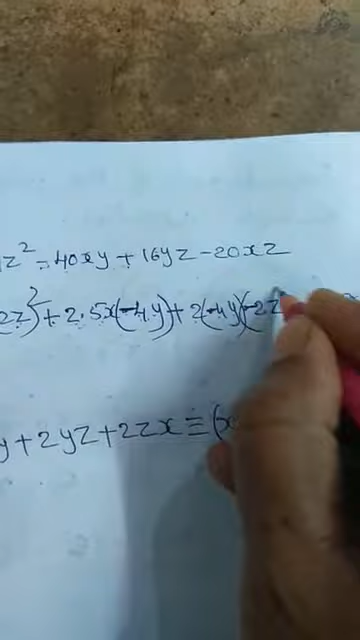 z² - 40xy + 16yz - 20xz
2z)² + 2.5x(-4y) + 2(-4y)(-2z
y + 2yz + 2zx ≡ (x